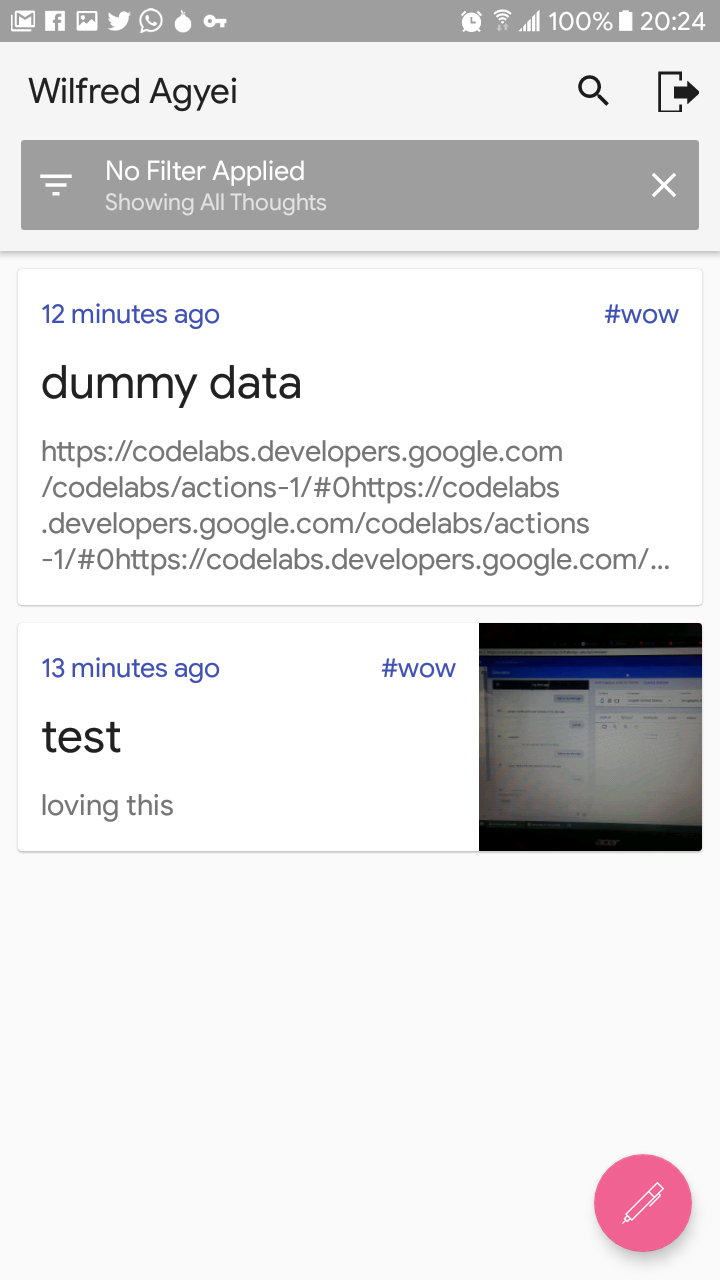 100% 20:24
Wilfred Agyei
No Filter Applied
Showing All Thoughts
12 minutes ago #wow
dummy data
https://codelabs.developers.google.com
/codelabs/actions-1/#0https://codelabs
.developers.google.com/codelabs/actions
-1/#0https://codelabs.developers.google.com/...
13 minutes ago #wow
test
loving this
acer